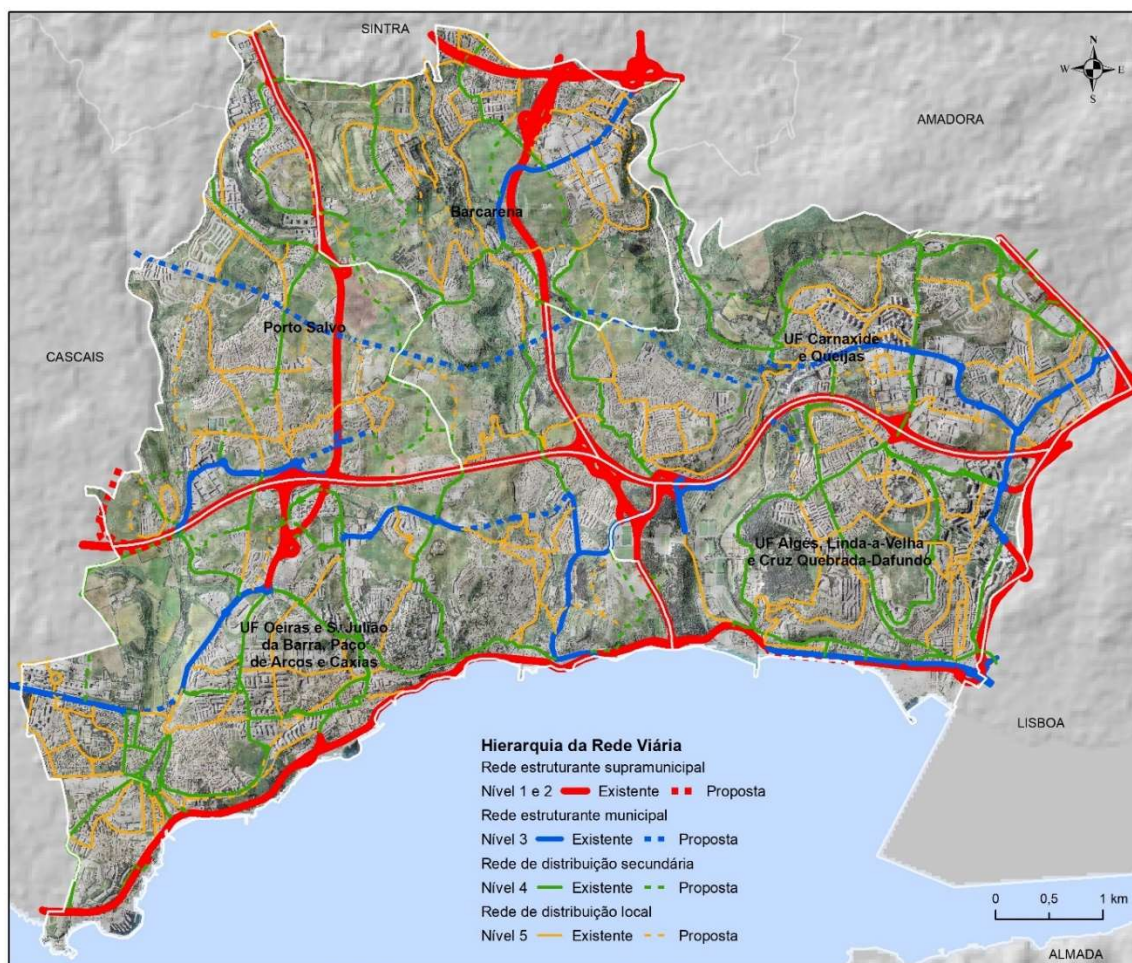 SINTRA
N
W E
S
AMADORA
Barcarena
Porto Salvo
CASCAIS
UF Carnaxide
e Queijas
UF Algés, Linda-a-Velha
e Cruz Quebrada-Dafundo
UF Oeiras e S. Julião
da Barra, Paço
de Arcos e Caxias
LISBOA
Hierarquia da Rede Viária
Rede estruturante supramunicipal
Nível 1 e 2 Existente Proposta
Rede estruturante municipal
Nível 3 Existente Proposta
Rede de distribuição secundária
Nível 4 Existente Proposta
Rede de distribuição local
Nível 5 Existente Proposta
0 0,5 1 km
ALMADA